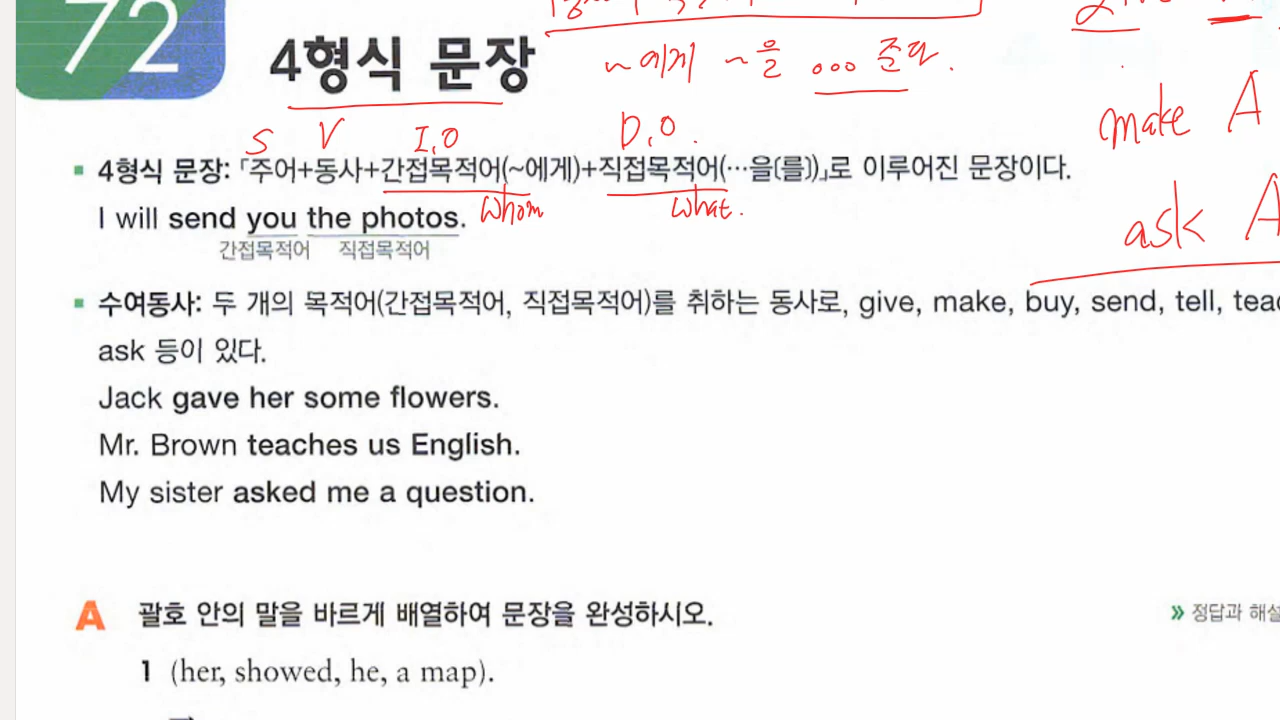 72
4형식 문장
~에게 ~을 ooo 준다.
make A
S V I.O D.O.
▪ 4형식 문장: 「주어+동사+간접목적어(~에게)+직접목적어(…을(를))」로 이루어진 문장이다.
I will send you the photos. whom what.
ask A
간접목적어 직접목적어
▪ 수여동사: 두 개의 목적어(간접목적어, 직접목적어)를 취하는 동사로, give, make, buy, send, tell,
ask 등이 있다.
Jack gave her some flowers.
Mr. Brown teaches us English.
My sister asked me a question.
A 괄호 안의 말을 바르게 배열하여 문장을 완성하시오.
» 정답과 해설
1 (her, showed, he, a map).